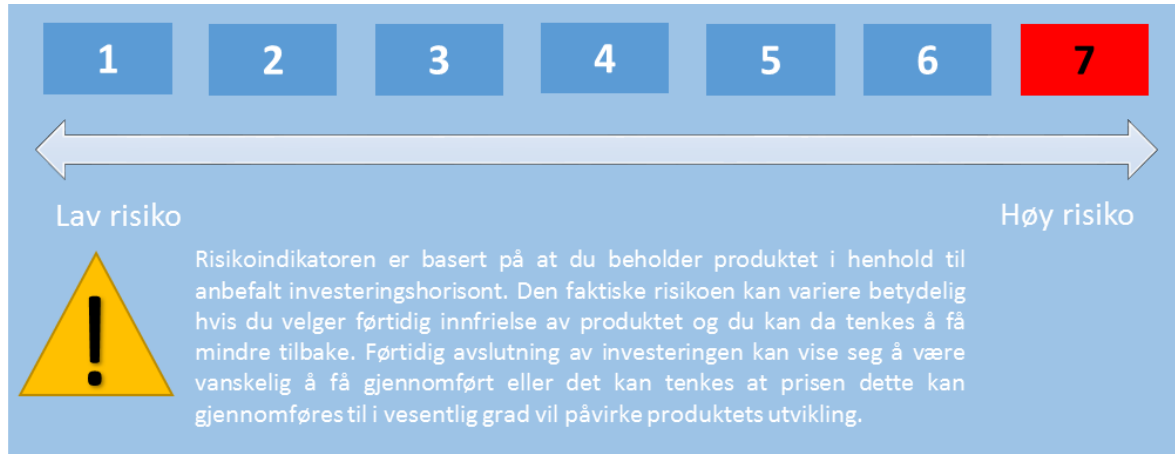 1 2 3 4 5 6 7
Lav risiko Høy risiko
Risikoindikatoren er basert på at du beholder produktet i henhold til
anbefalt investeringshorisont. Den faktiske risikoen kan variere betydelig
hvis du velger førtidig innfrielse av produktet og du kan da tenkes å få
mindre tilbake. Førtidig avslutning av investeringen kan vise seg å være
vanskelig å få gjennomført eller det kan tenkes at prisen dette kan
gjennomføres til i vesentlig grad vil påvirke produktets utvikling.
!